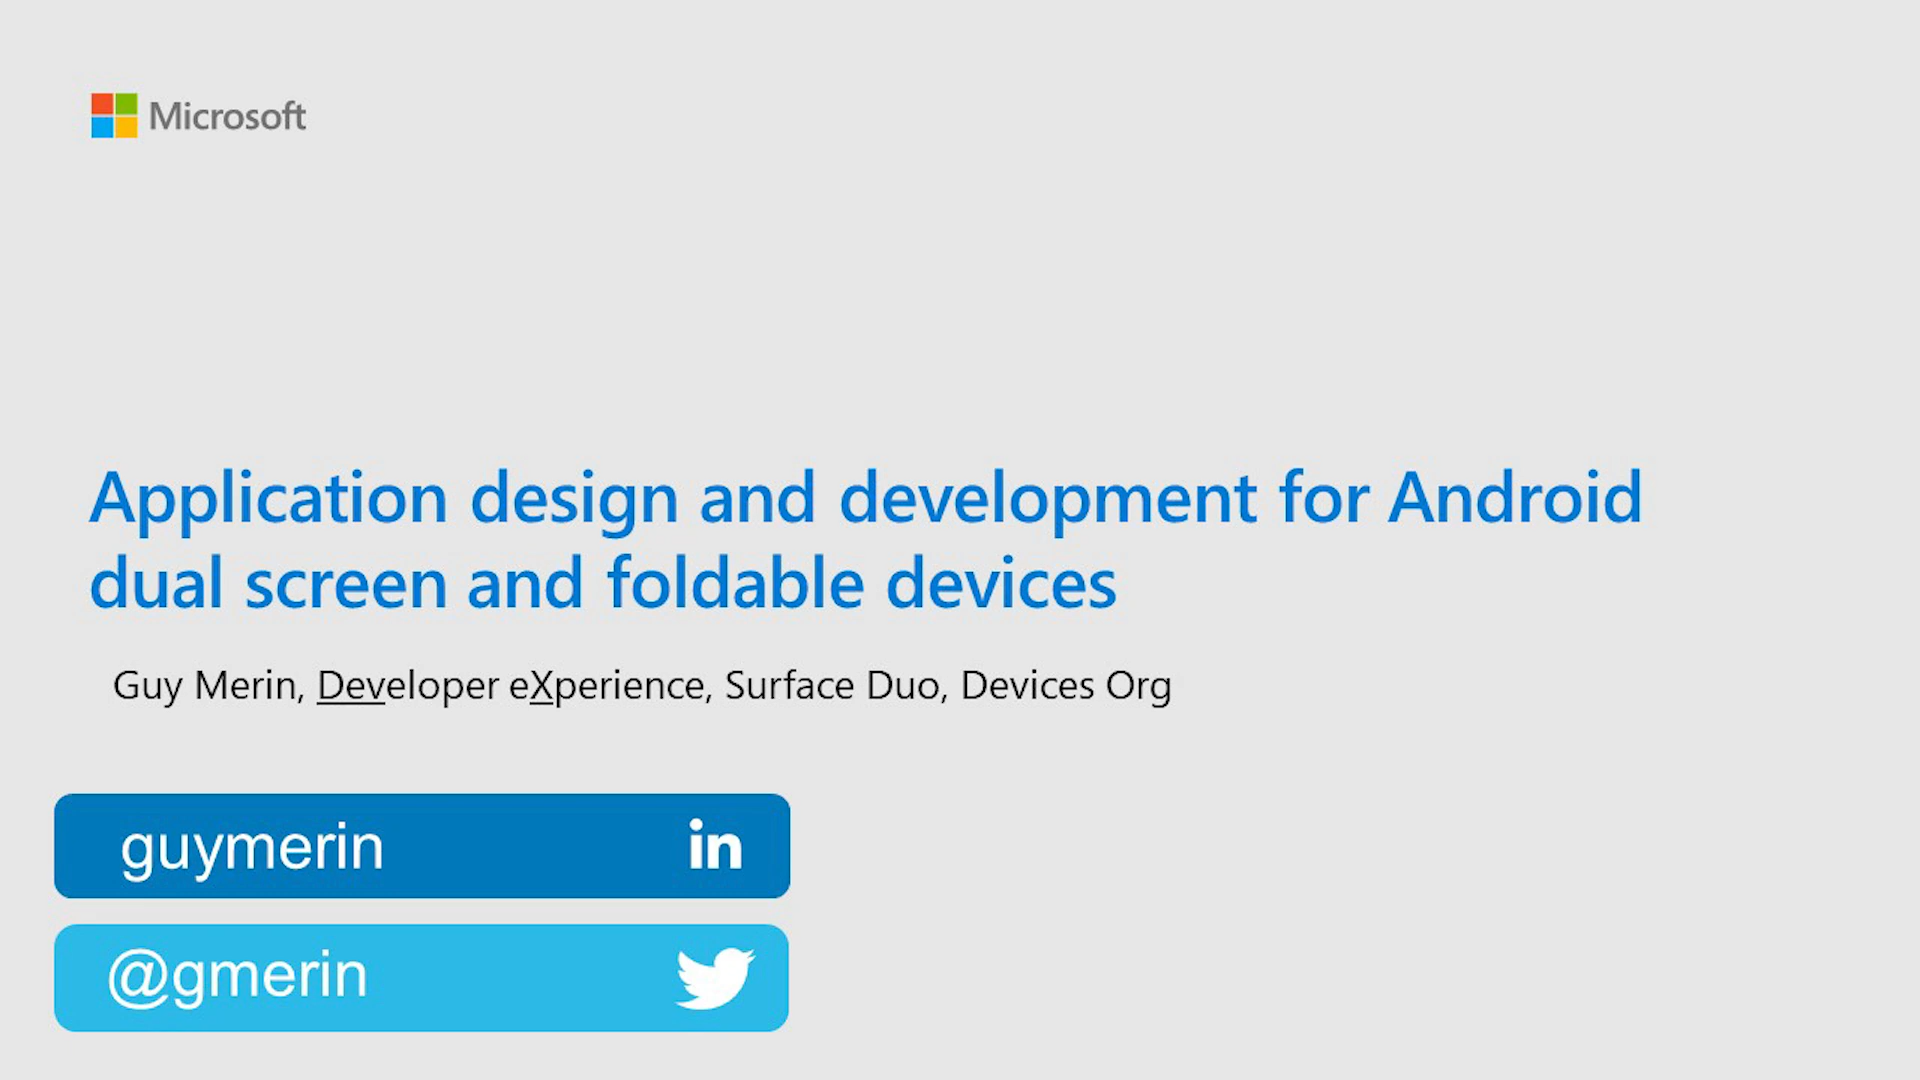 Microsoft
Application design and development for Android
dual screen and foldable devices
Guy Merin, Developer eXperience, Surface Duo, Devices Org
guymerin in
@gmerin